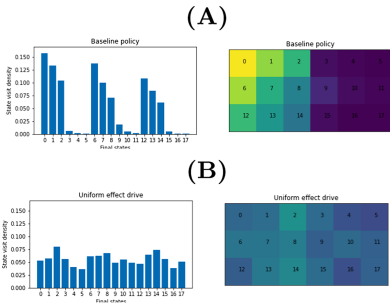 (A)
Baseline policy
Baseline policy
State visit density
0.150
0.125
0.100
0.075
0.050
0.025
0.000
0 1 2 3 4 5 6 7 8 9 10 11 12 13 14 15 16 17
Final states
0 1 2
6 7 8 9 10
12 13 14 15
(B)
Uniform effect drive
Uniform effect drive
State visit density
0.150
0.125
0.100
0.075
0.050
0.025
0.000
0 1 2 3 4 5 6 7 8 9 10 11 12 13 14 15 16 17
Final states
0 1 2 3 4 5
6 7 8 9 10 11
12 13 14 15 16 17